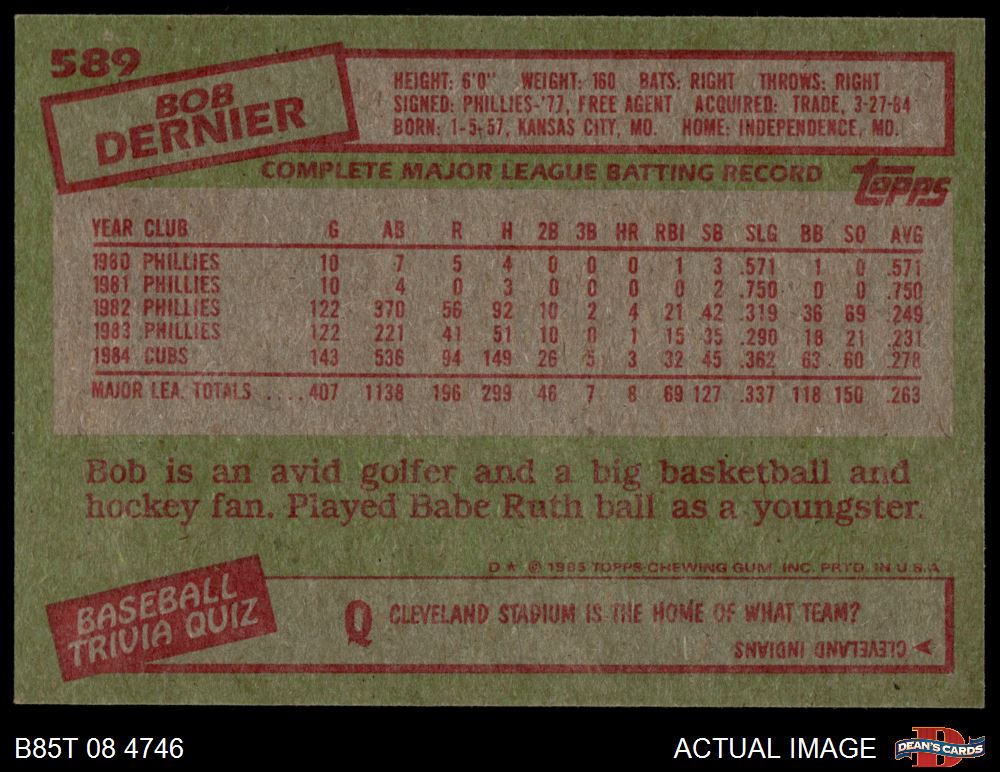 589
BOB
DERNIER
HEIGHT: 6'0" WEIGHT: 160 BATS: RIGHT THROWS: RIGHT
SIGNED: PHILLIES-'77, FREE AGENT ACQUIRED: TRADE, 3-27-84
BORN: 1-5-57, KANSAS CITY, MO. HOME: INDEPENDENCE, MO.
COMPLETE MAJOR LEAGUE BATTING RECORD
topps
YEAR CLUB G AB R H 2B 3B HR RBI SB SLG BB SO AVG
1980 PHILLIES 10 7 5 4 0 0 0 1 3 .571 1 0 .571
1981 PHILLIES 10 4 0 3 0 0 0 0 2 .750 0 0 .750
1982 PHILLIES 122 370 56 92 10 2 4 21 42 .319 36 69 .249
1983 PHILLIES 122 221 41 51 10 0 1 15 35 .290 18 21 .231
1984 CUBS 143 536 94 149 26 5 3 32 45 .362 63 60 .278
MAJOR LEA. TOTALS .... 407 1138 196 299 46 7 8 69 127 .337 118 150 .263
Bob is an avid golfer and a big basketball and
hockey fan. Played Babe Ruth ball as a youngster.
D★ © 1985 TOPPS CHEWING GUM, INC. PRTD. IN U.S.A.
BASEBALL
TRIVIA QUIZ
Q CLEVELAND STADIUM IS THE HOME OF WHAT TEAM?
CLEVELAND INDIANS
B85T 08 4746
ACTUAL IMAGE
D
DEAN'S CARDS